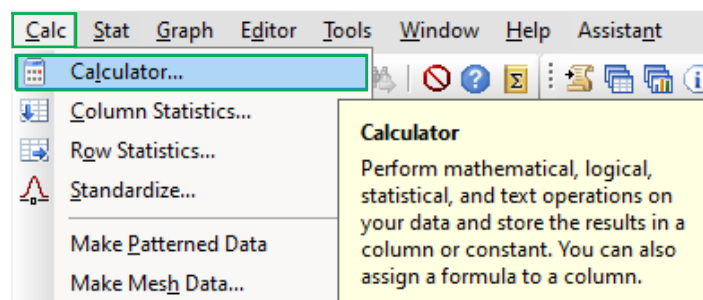 Calc Stat Graph Editor Tools Window Help Assistant
Calculator...
Column Statistics...
Row Statistics...
Standardize...
Make Patterned Data
Make Mesh Data...
Calculator
Perform mathematical, logical,
statistical, and text operations on
your data and store the results in a
column or constant. You can also
assign a formula to a column.